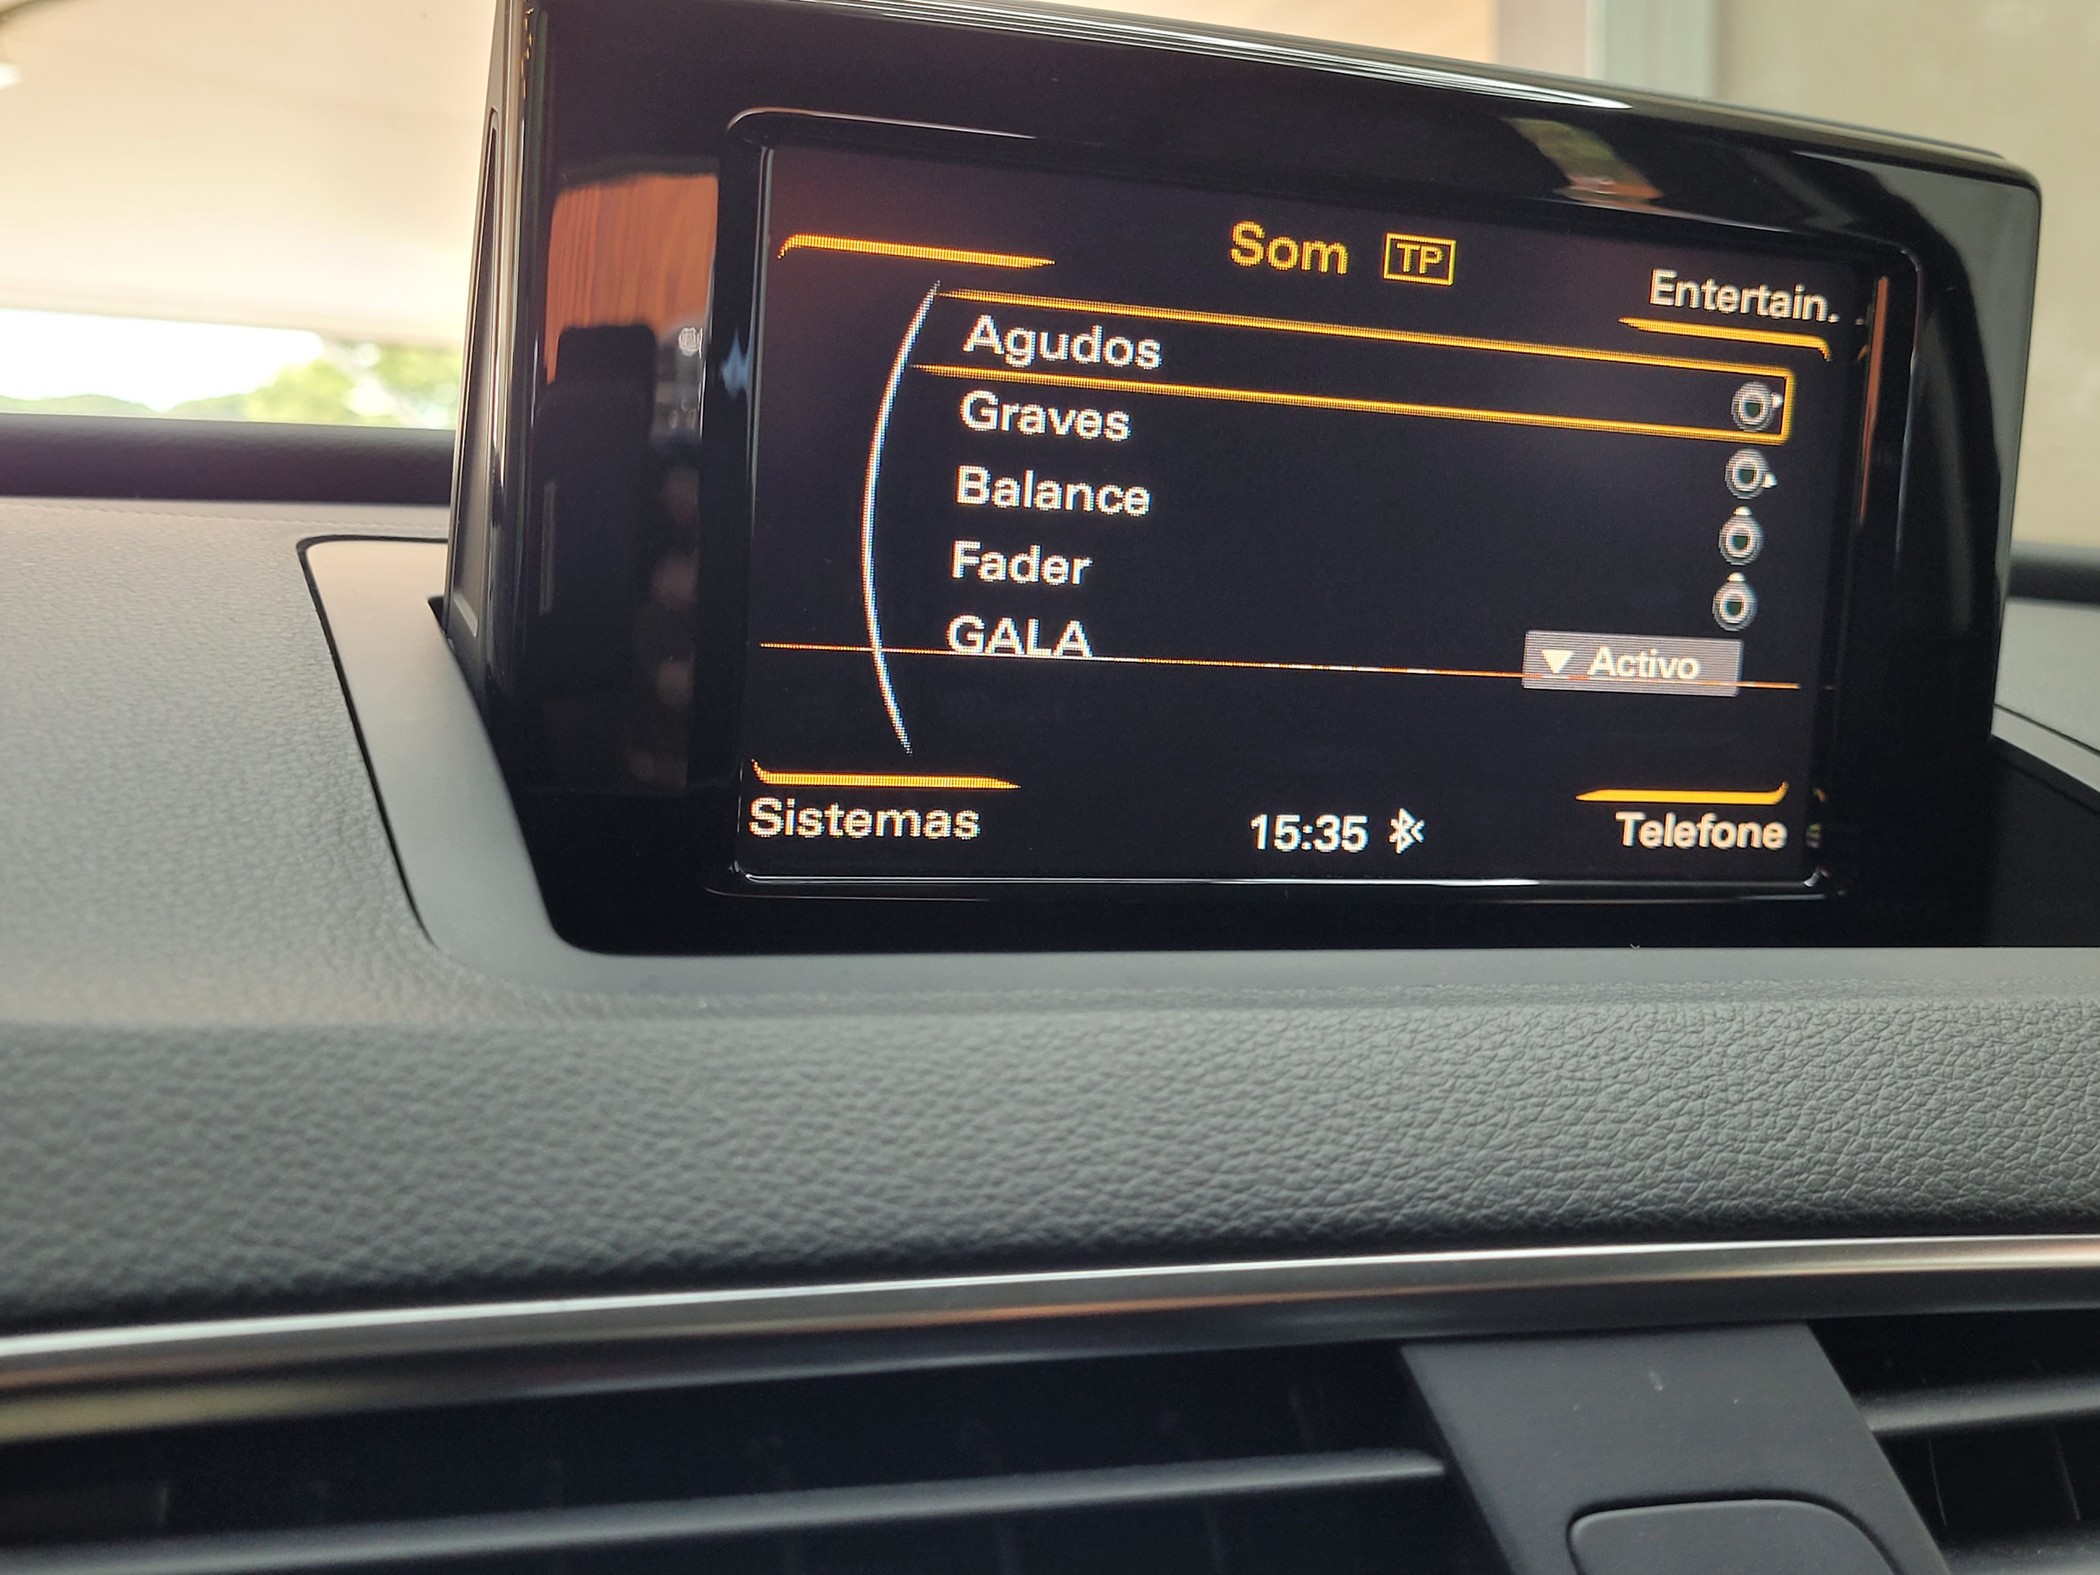 Som TP
Entertain.
Agudos
Graves
Balance
Fader
GALA Activo
Sistemas
15:35
Telefone